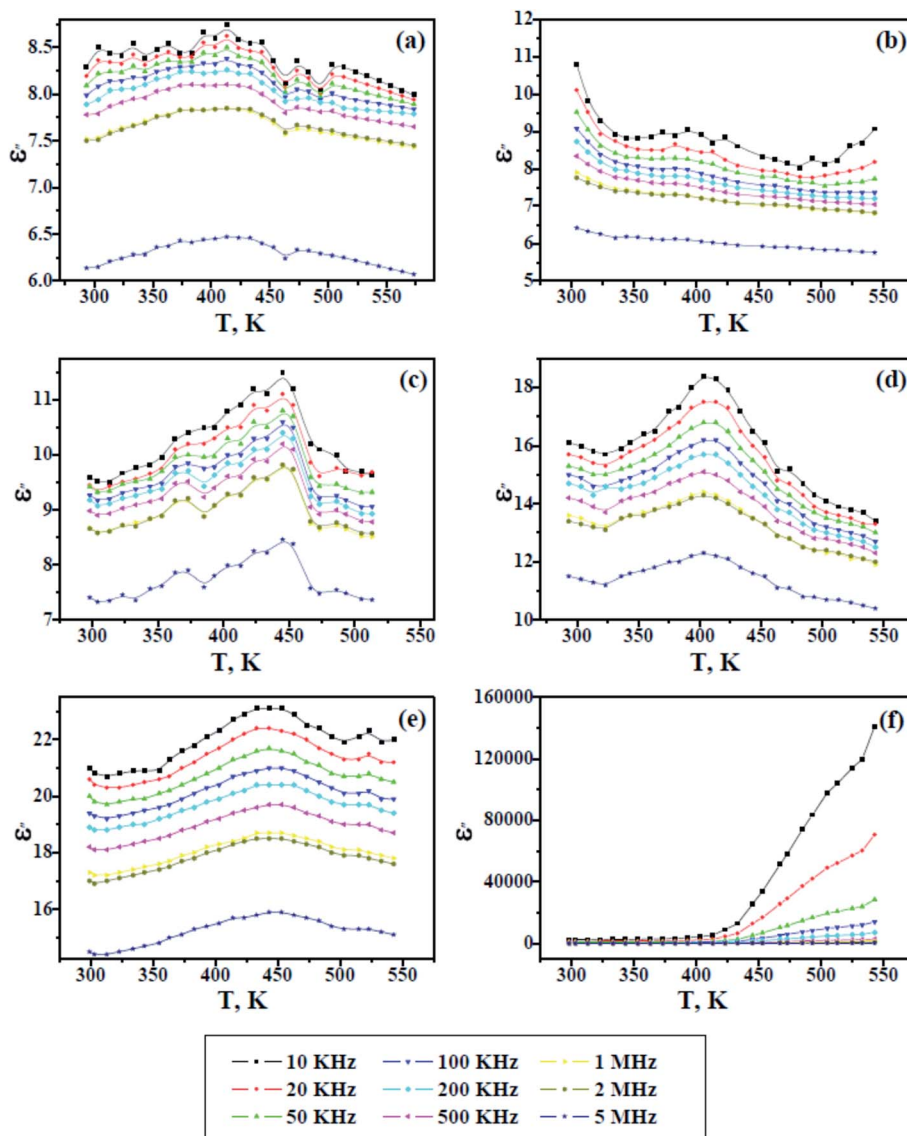 (a)
ε"
8.5
8.0
7.5
7.0
6.5
6.0
300 350 400 450 500 550
T, K
(b)
ε"
12
11
10
9
8
7
6
5
300 350 400 450 500 550
T, K
(c)
ε"
11
10
9
8
7
300 350 400 450 500 550
T, K
(d)
ε"
18
16
14
12
10
300 350 400 450 500 550
T, K
(e)
ε"
22
20
18
16
300 350 400 450 500 550
T, K
(f)
ε"
160000
120000
80000
40000
0
300 350 400 450 500 550
T, K
10 KHz 100 KHz 1 MHz
20 KHz 200 KHz 2 MHz
50 KHz 500 KHz 5 MHz